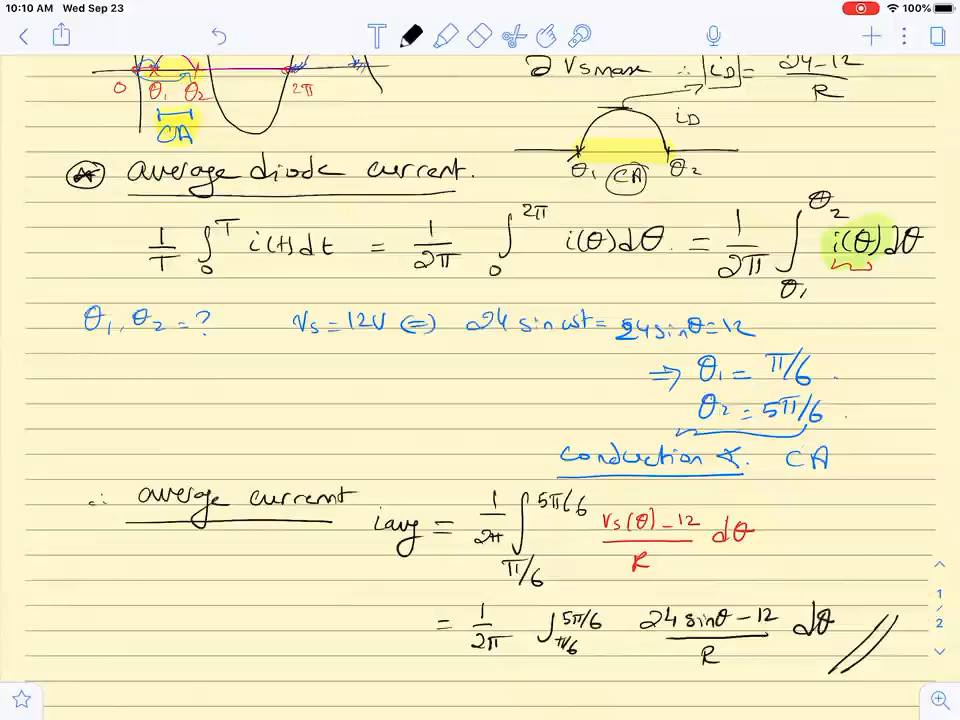 10:10 AM Wed Sep 23
100%
@ Vsmax ∴ |iD| = 24-12 / R
0 θ1 θ2 2π
CA
iD
θ1 CA θ2
average diode current.
1/T ∫0^T i(t)dt = 1/2π ∫0^2π i(θ)dθ. = 1/2π ∫θ1^θ2 i(θ)dθ
θ1, θ2 = ? Vs = 12V ⇔ 24 sin ωt = 24 sin θ = 12
⇒ θ1 = π/6
θ2 = 5π/6
conduction ∠. CA
∴ average current iavg = 1/2π ∫π/6^5π/6 Vs(θ)-12 / R dθ
= 1/2π ∫π/6^5π/6 24 sinθ-12 / R dθ
1/2